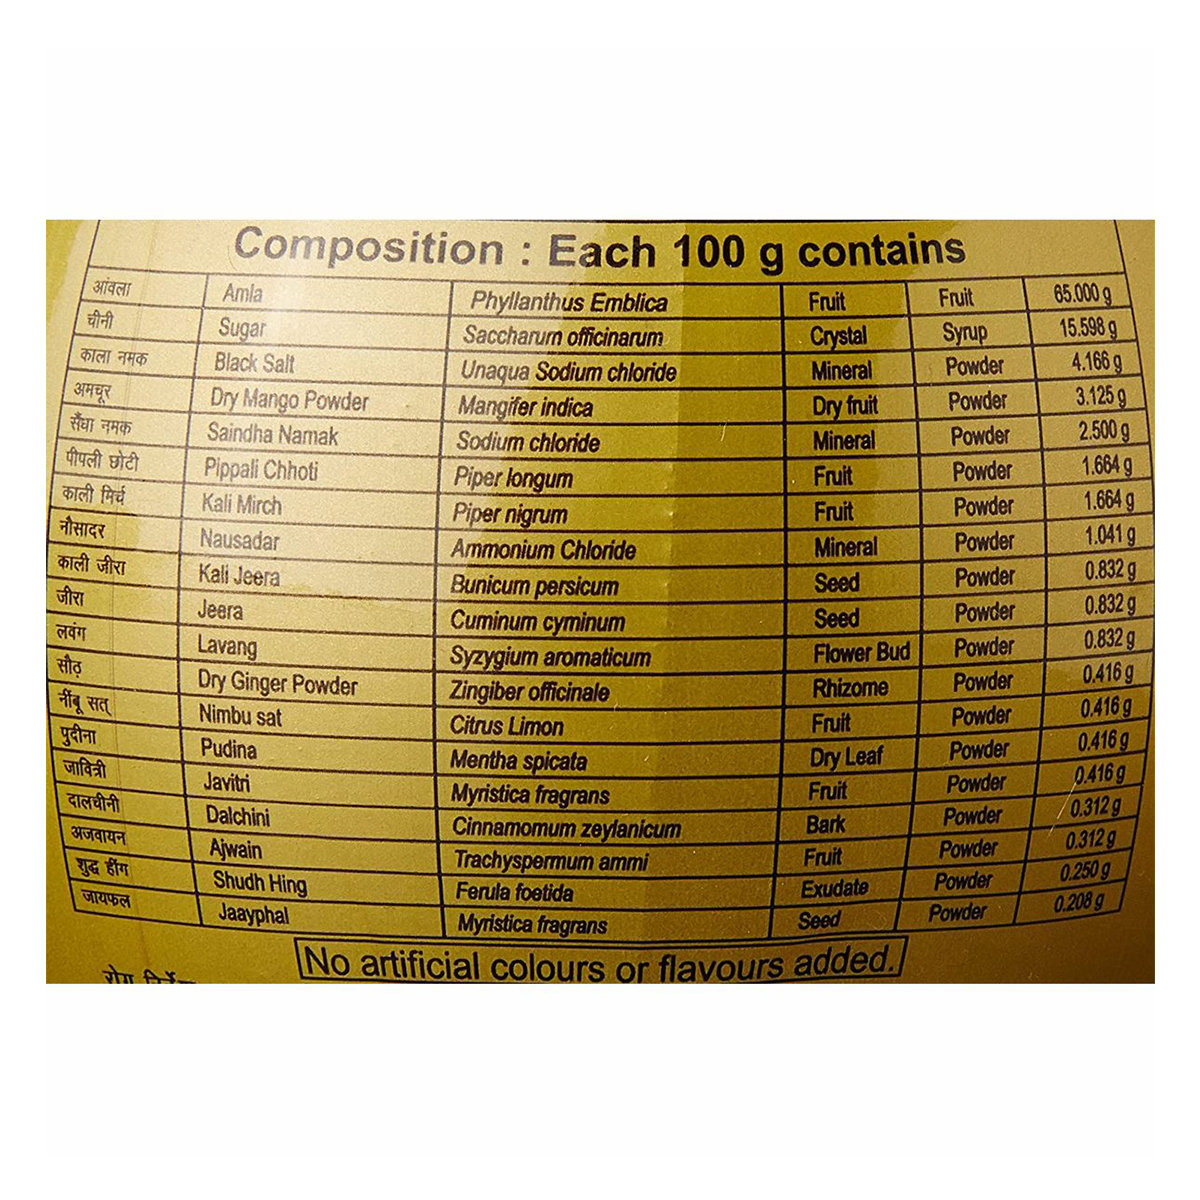 Composition : Each 100 g contains
आंवला Amla Phyllanthus Emblica Fruit Fruit 65.000 g
चीनी Sugar Saccharum officinarum Crystal Syrup 15.598 g
काला नमक Black Salt Unaqua Sodium chloride Mineral Powder 4.166 g
अमचूर Dry Mango Powder Mangifer indica Dry fruit Powder 3.125 g
सैंधा नमक Saindha Namak Sodium chloride Mineral Powder 2.500 g
पीपली छोटी Pippali Chhoti Piper longum Fruit Powder 1.664 g
काली मिर्च Kali Mirch Piper nigrum Fruit Powder 1.664 g
नौसादर Nausadar Ammonium Chloride Mineral Powder 1.041 g
काली जीरा Kali Jeera Bunicum persicum Seed Powder 0.832 g
जीरा Jeera Cuminum cyminum Seed Powder 0.832 g
लवंग Lavang Syzygium aromaticum Flower Bud Powder 0.832 g
सौठ Dry Ginger Powder Zingiber officinale Rhizome Powder 0.416 g
नींबू सत् Nimbu sat Citrus Limon Fruit Powder 0.416 g
पुदीना Pudina Mentha spicata Dry Leaf Powder 0.416 g
जावित्री Javitri Myristica fragrans Fruit Powder 0.416 g
दालचीनी Dalchini Cinnamomum zeylanicum Bark Powder 0.312 g
अजवायन Ajwain Trachyspermum ammi Fruit Powder 0.312 g
शुद्ध हींग Shudh Hing Ferula foetida Exudate Powder 0.250 g
जायफल Jaayphal Myristica fragrans Seed Powder 0.208 g
No artificial colours or flavours added.